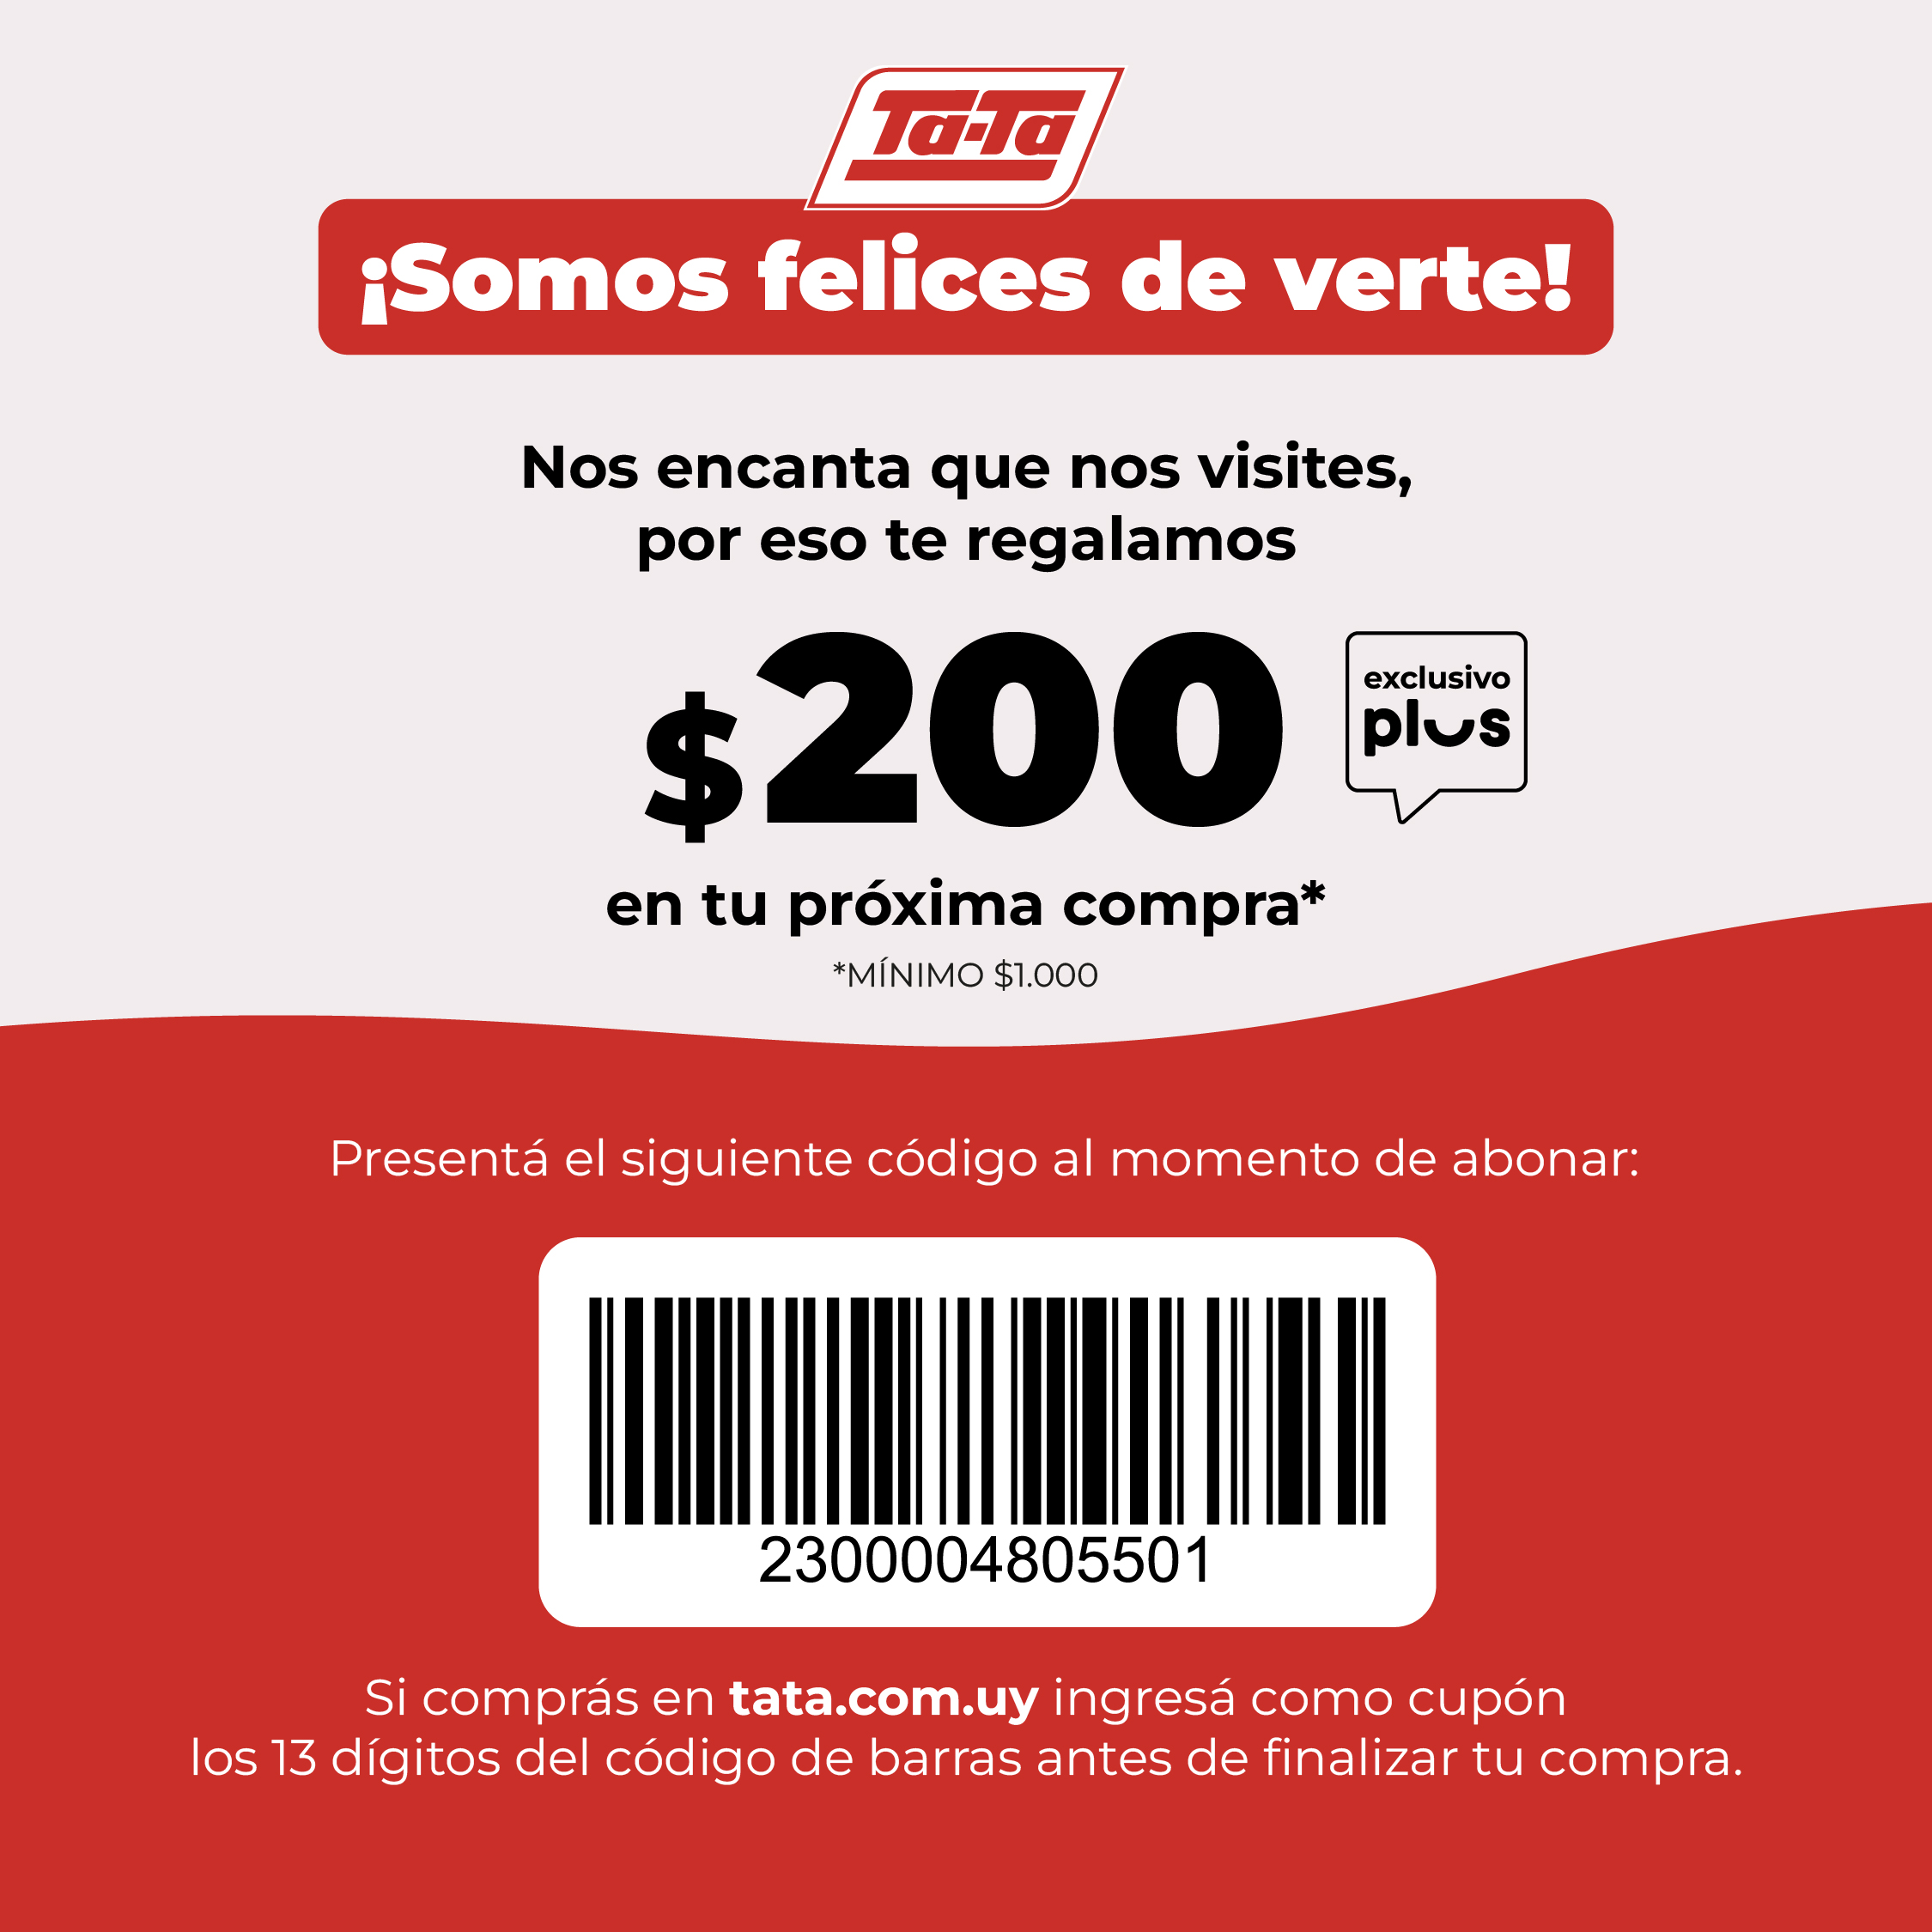 Ta-Ta
¡Somos felices de verte!
Nos encanta que nos visites,
por eso te regalamos
$200
exclusivo
plus
en tu próxima compra*
*MÍNIMO $1.000
Presentá el siguiente código al momento de abonar:
2300004805501
Si comprás en tata.com.uy ingresá como cupón
los 13 dígitos del código de barras antes de finalizar tu compra.